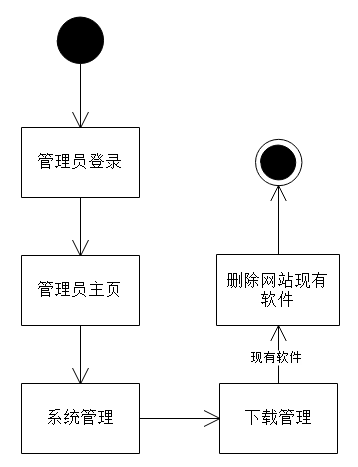 管理员登录
管理员主页
系统管理
下载管理
现有软件
删除网站现有
软件